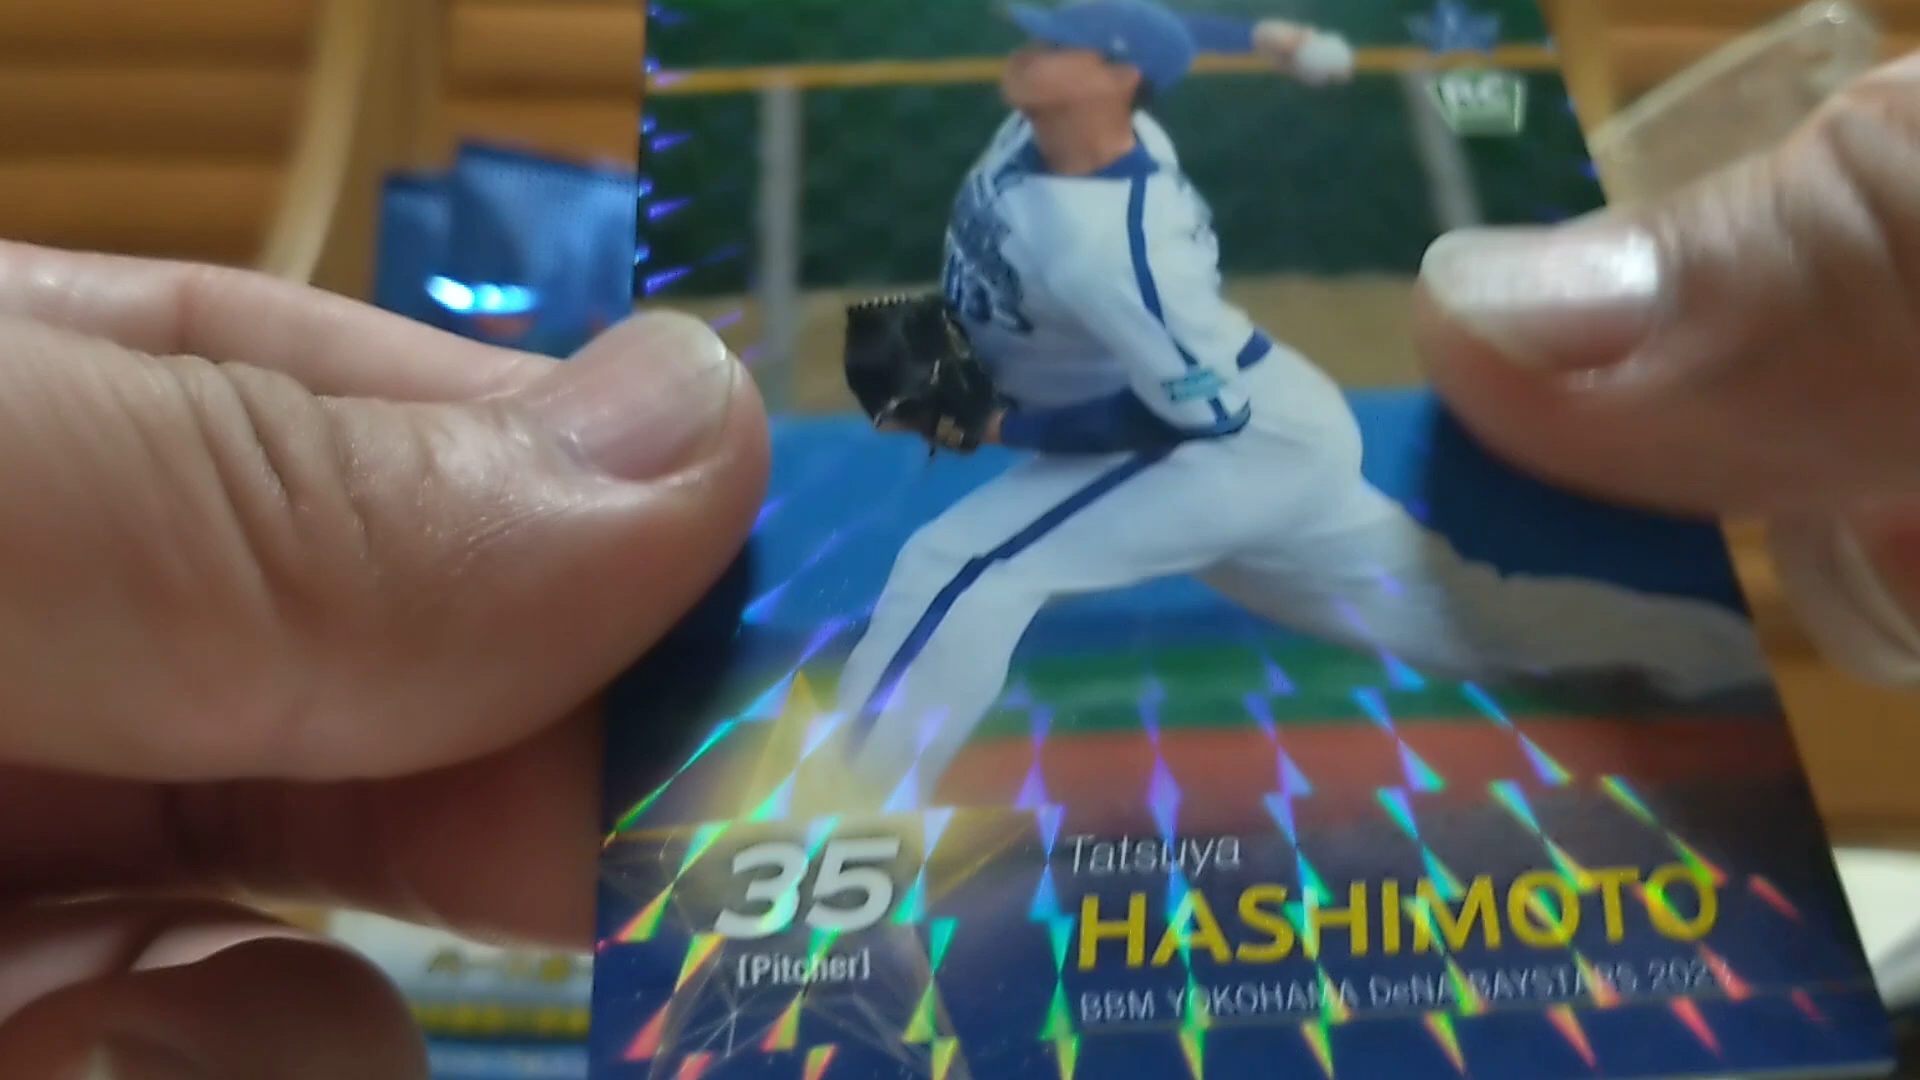 RC
35
[Pitcher]
Tatsuya
HASHIMOTO
BBM YOKOHAMA DeNA BAYSTARS